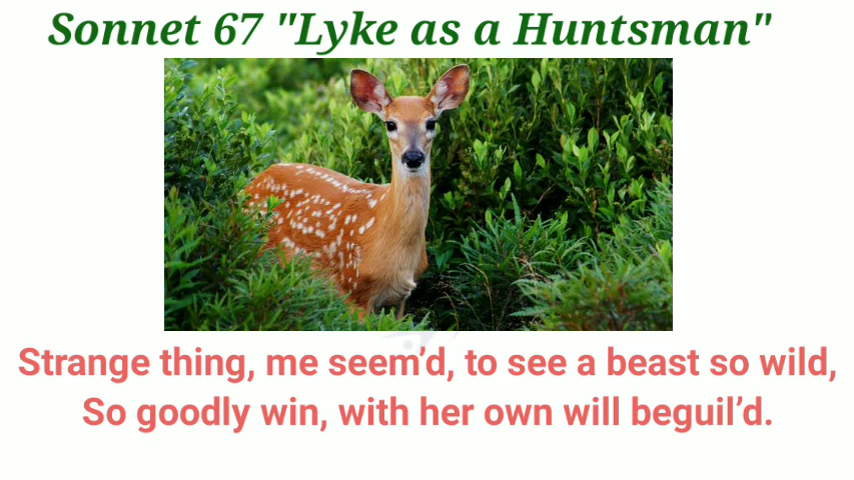 Sonnet 67 "Lyke as a Huntsman"
Strange thing, me seem’d, to see a beast so wild,
So goodly win, with her own will beguil’d.